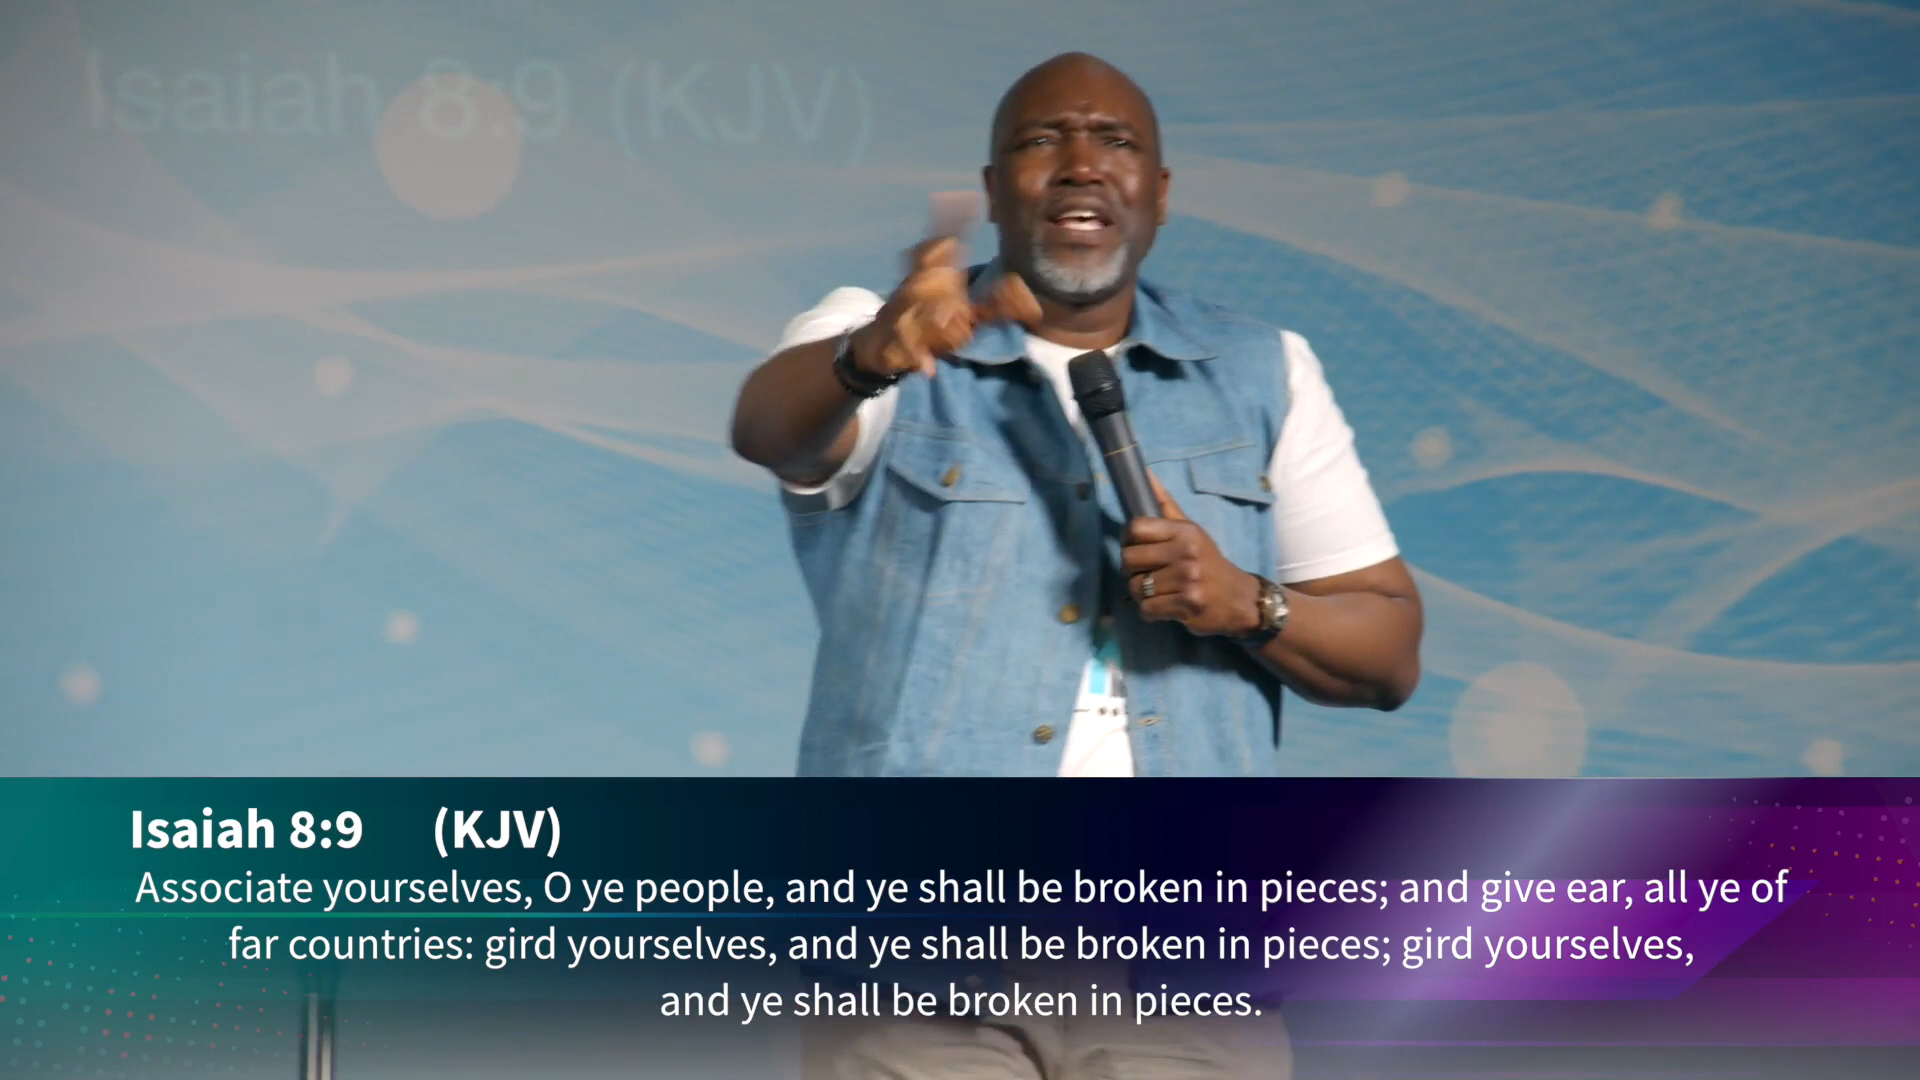 Isaiah 8:9 (KJV)
Isaiah 8:9 (KJV)
Associate yourselves, O ye people, and ye shall be broken in pieces; and give ear, all ye of
far countries: gird yourselves, and ye shall be broken in pieces; gird yourselves,
and ye shall be broken in pieces.